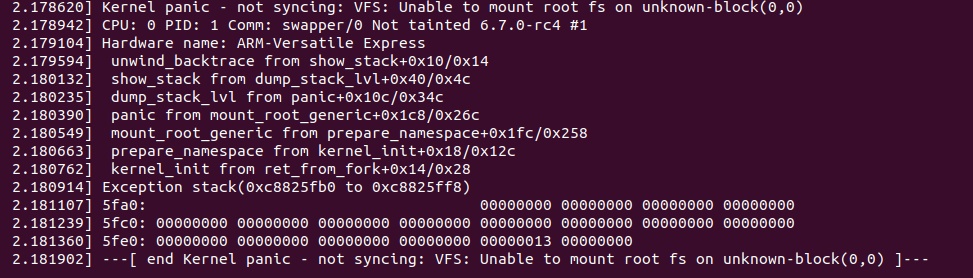 2.178620] Kernel panic - not syncing: VFS: Unable to mount root fs on unknown-block(0,0)
2.178942] CPU: 0 PID: 1 Comm: swapper/0 Not tainted 6.7.0-rc4 #1
2.179104] Hardware name: ARM-Versatile Express
2.179594]  unwind_backtrace from show_stack+0x10/0x14
2.180132]  show_stack from dump_stack_lvl+0x40/0x4c
2.180235]  dump_stack_lvl from panic+0x10c/0x34c
2.180390]  panic from mount_root_generic+0x1c8/0x26c
2.180549]  mount_root_generic from prepare_namespace+0x1fc/0x258
2.180663]  prepare_namespace from kernel_init+0x18/0x12c
2.180762]  kernel_init from ret_from_fork+0x14/0x28
2.180914] Exception stack(0xc8825fb0 to 0xc8825ff8)
2.181107] 5fa0:                                     00000000 00000000 00000000 00000000
2.181239] 5fc0: 00000000 00000000 00000000 00000000 00000000 00000000 00000000 00000000
2.181360] 5fe0: 00000000 00000000 00000000 00000000 00000013 00000000
2.181902] ---[ end Kernel panic - not syncing: VFS: Unable to mount root fs on unknown-block(0,0) ]---